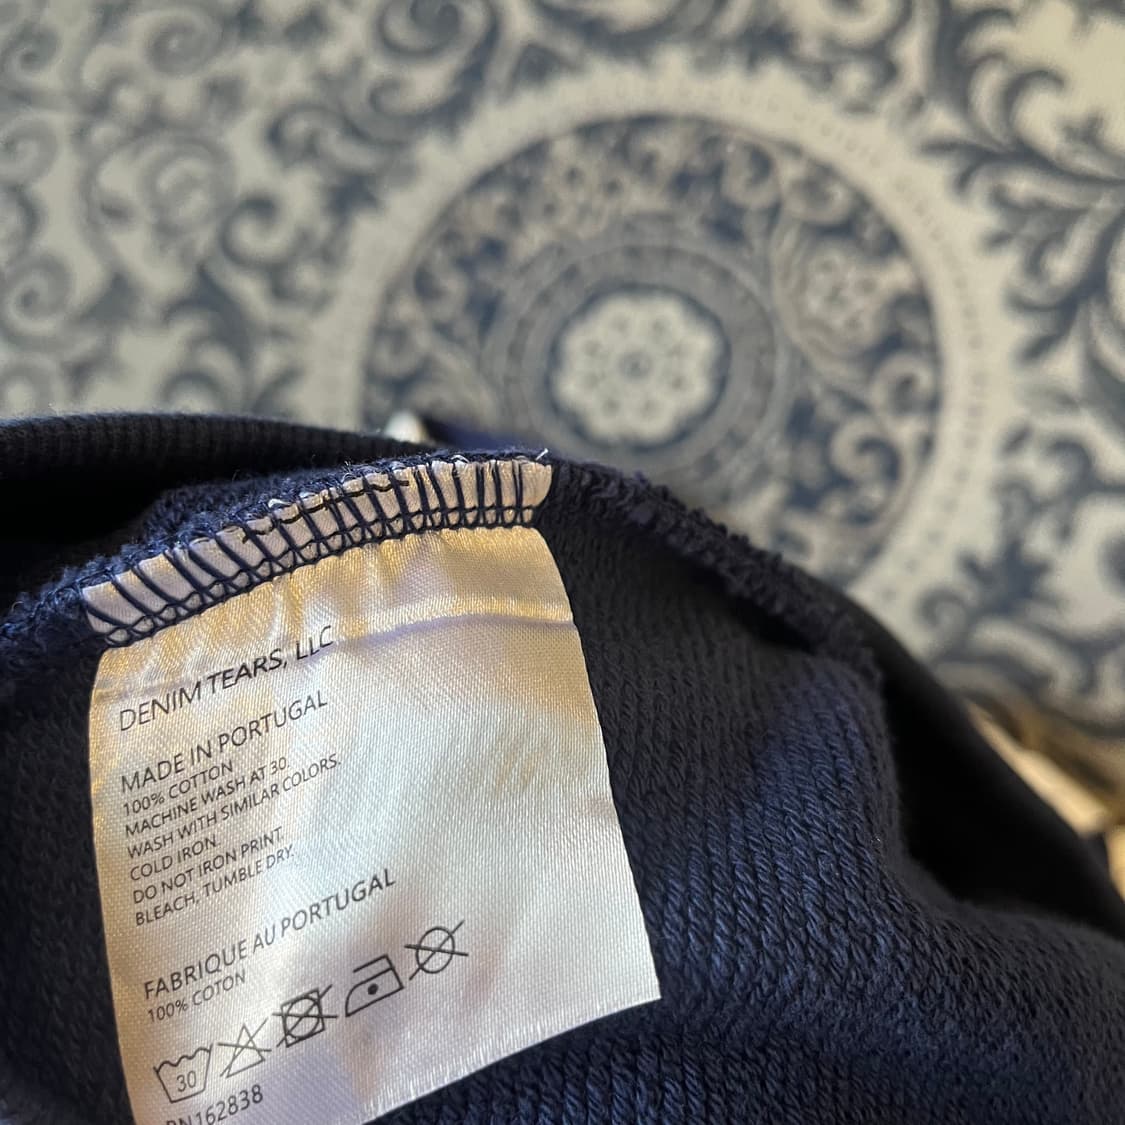 DENIM TEARS, LLC
MADE IN PORTUGAL
100% COTTON
MACHINE WASH AT 30
WASH WITH SIMILAR COLORS.
COLD IRON.
DO NOT IRON PRINT.
BLEACH, TUMBLE DRY.
FABRIQUE AU PORTUGAL
100% COTON
30
RN162838